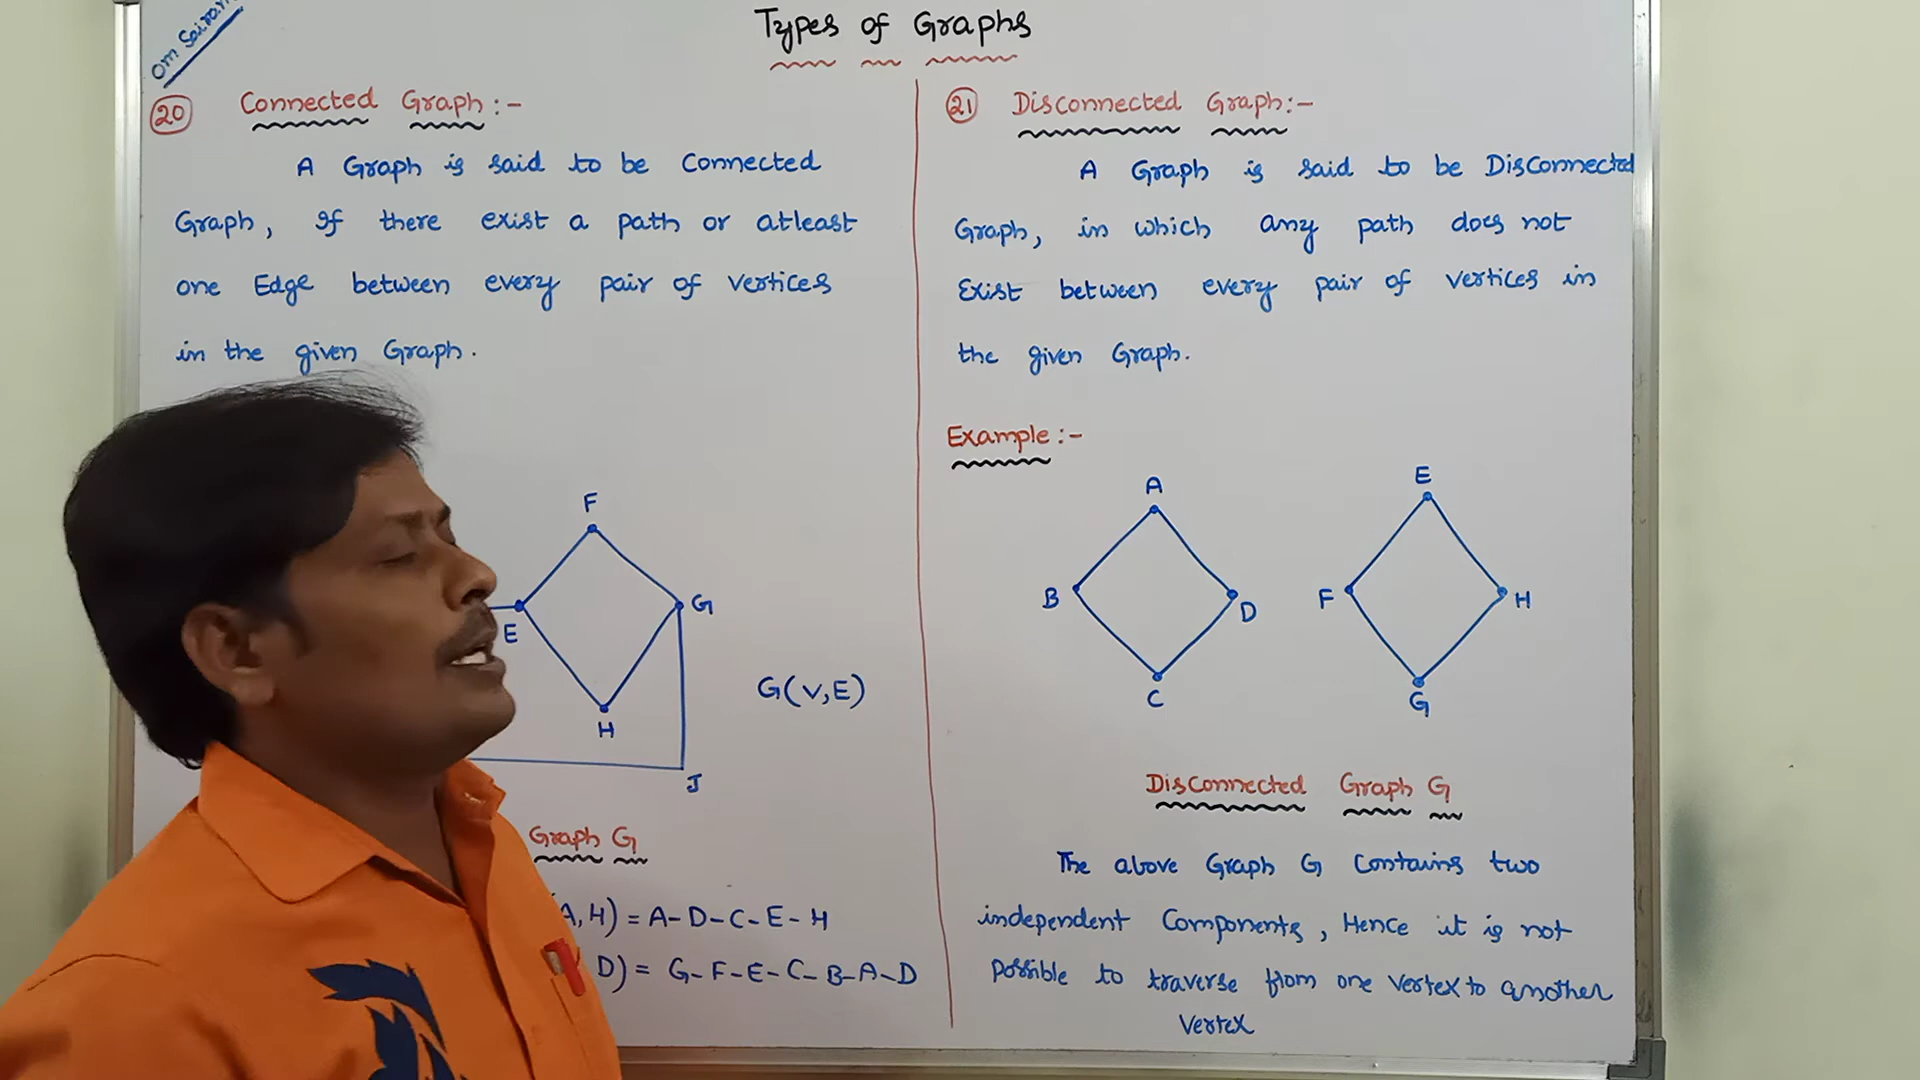 Om Sairam
Types of Graphs
20 Connected Graph:-
A Graph is said to be Connected
Graph, If there exist a path or atleast
one Edge between every pair of vertices
in the given Graph.
F
E
G
H
G(V,E)
J
Graph G
A,H) = A-D-C-E-H
D) = G-F-E-C-B-A-D
21 Disconnected Graph:-
A Graph is said to be Disconnected
Graph, in which any path does not
Exist between every pair of vertices in
the given Graph.
Example:-
A
B
D
C
E
F
H
G
Disconnected Graph G
The above Graph G Contains two
independent Components, Hence it is not
possible to traverse from one vertex to another
vertex